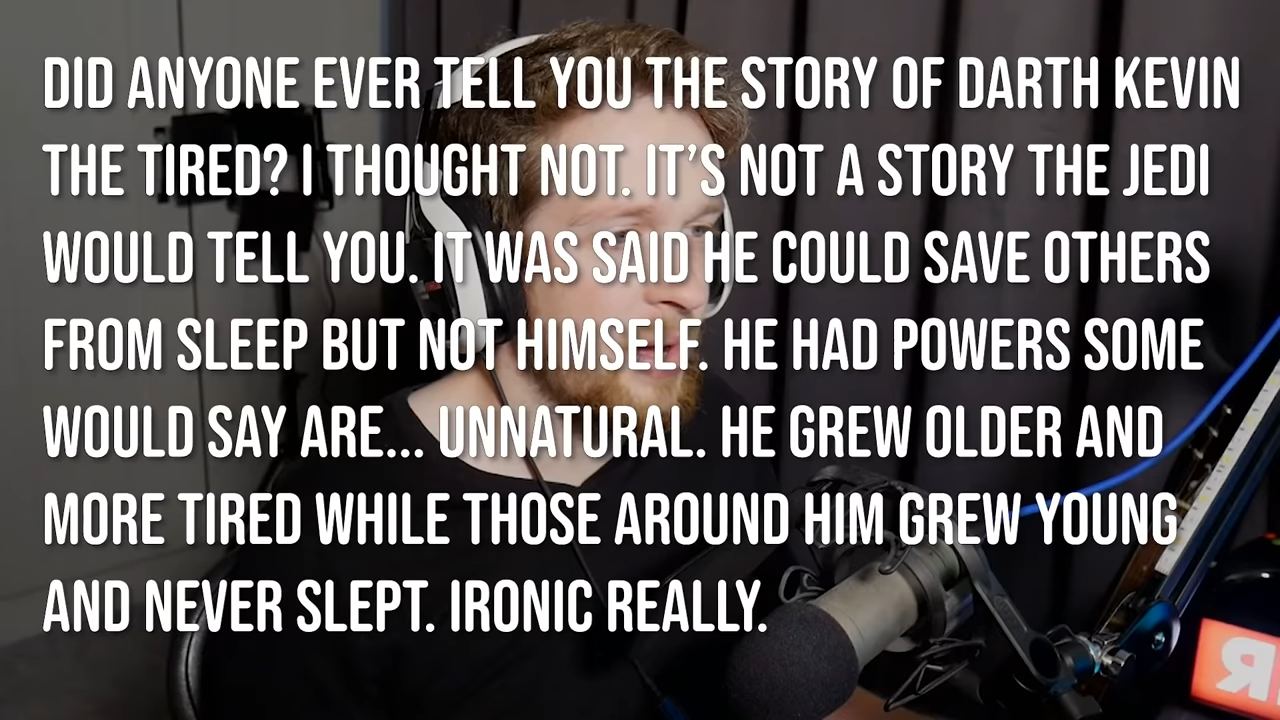 DID ANYONE EVER TELL YOU THE STORY OF DARTH KEVIN
THE TIRED? I THOUGHT NOT. IT'S NOT A STORY THE JEDI
WOULD TELL YOU. IT WAS SAID HE COULD SAVE OTHERS
FROM SLEEP BUT NOT HIMSELF. HE HAD POWERS SOME
WOULD SAY ARE... UNNATURAL. HE GREW OLDER AND
MORE TIRED WHILE THOSE AROUND HIM GREW YOUNG
AND NEVER SLEPT. IRONIC REALLY.